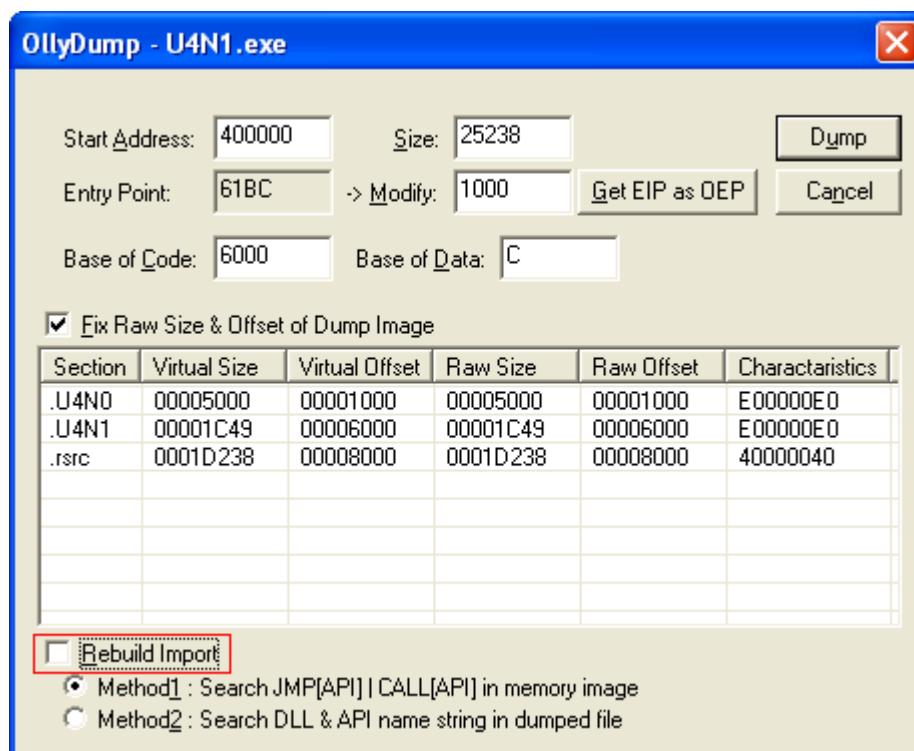 OllyDump - U4N1.exe
Start Address: 400000 Size: 25238 Dump
Entry Point: 61BC -> Modify: 1000 Get EIP as OEP Cancel
Base of Code: 6000 Base of Data: C
Fix Raw Size & Offset of Dump Image
Section Virtual Size Virtual Offset Raw Size Raw Offset Charactaristics
.U4N0 00005000 00001000 00005000 00001000 E00000E0
.U4N1 00001C49 00006000 00001C49 00006000 E00000E0
.rsrc 0001D238 00008000 0001D238 00008000 40000040
Rebuild Import
Method1 : Search JMP[API] | CALL[API] in memory image
Method2 : Search DLL & API name string in dumped file